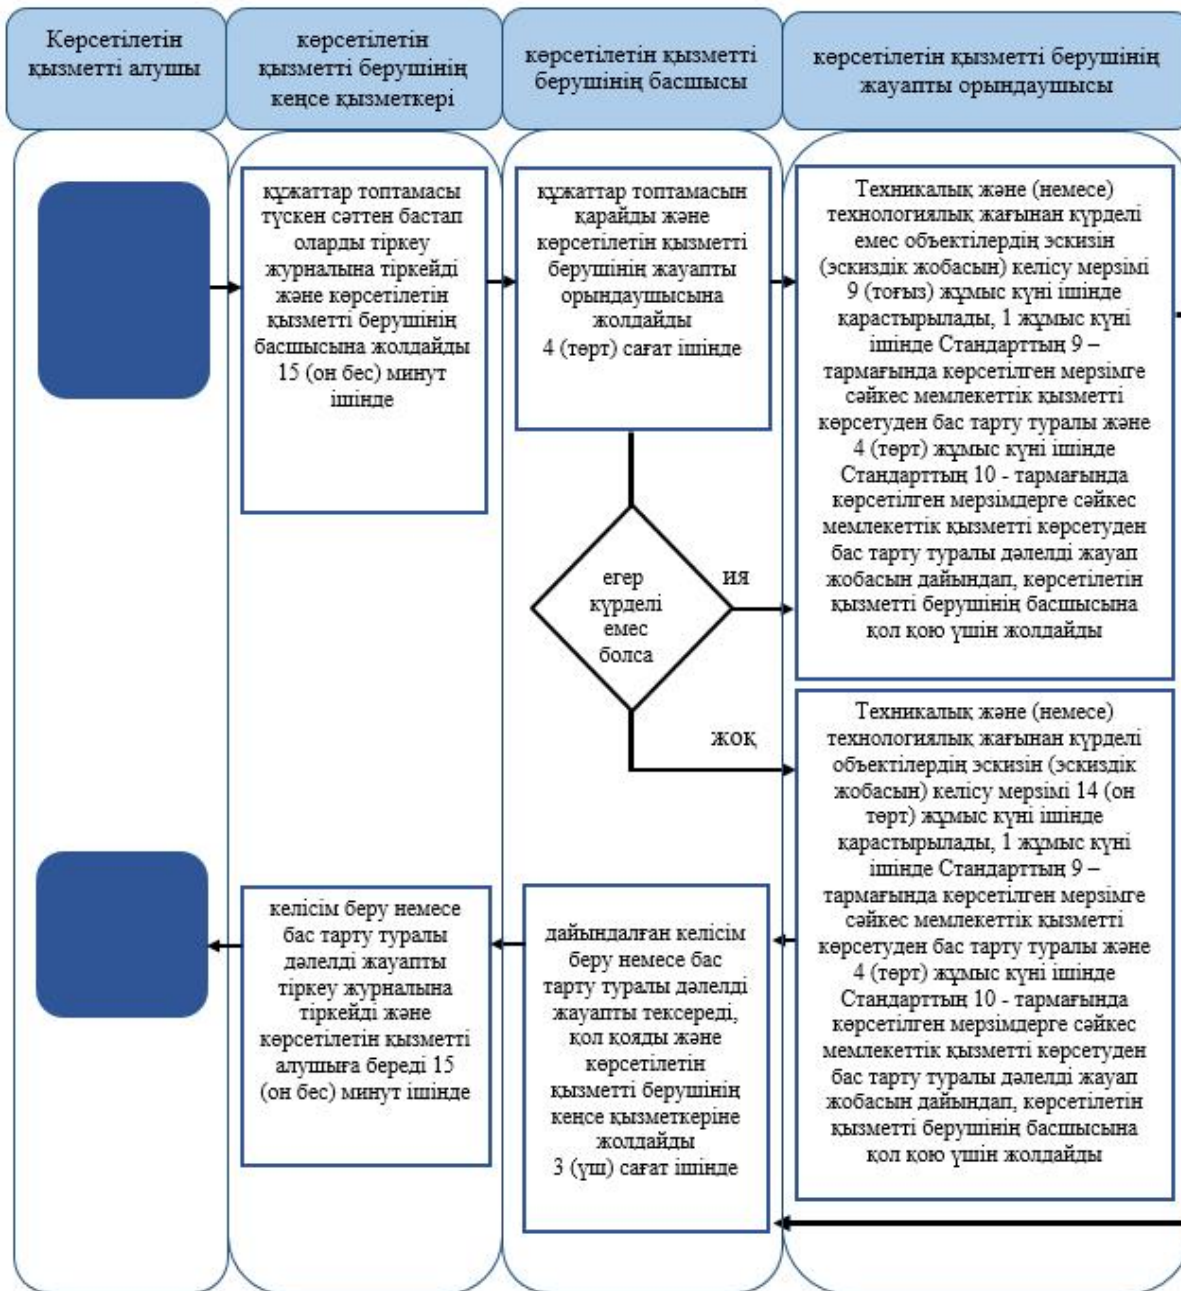 Көрсетілетін
қызметті алушы
көрсетілетін
қызметті берушінің
кеңсе қызметкері
көрсетілетін қызметті
берушінің басшысы
көрсетілетін қызметті берушінің
жауапты орындаушысы
құжаттар топтамасы
түскен сәттен бастап
оларды тіркеу
журналына тіркейді
және көрсетілетін
қызметті берушінің
басшысына жолдайды
15 (он бес) минут
ішінде
құжаттар топтамасын
қарайды және
көрсетілетін қызметті
берушінің жауапты
орындаушысына
жолдайды
4 (төрт) сағат ішінде
Техникалық және (немесе)
технологиялық жағынан күрделі
емес объектілердің эскизін
(эскиздік жобасын) келісу мерзімі
9 (тоғыз) жұмыс күні ішінде
қарастырылады, 1 жұмыс күні
ішінде Стандарттың 9 –
тармағында көрсетілген мерзімге
сәйкес мемлекеттік қызметті
көрсетуден бас тарту туралы және
4 (төрт) жұмыс күні ішінде
Стандарттың 10 - тармағында
көрсетілген мерзімдерге сәйкес
мемлекеттік қызметті көрсетуден
бас тарту туралы дәлелді жауап
жобасын дайындап, көрсетілетін
қызметті берушінің басшысына
қол қою үшін жолдайды
егер
күрделі
емес
болса
ия
жоқ
Техникалық және (немесе)
технологиялық жағынан күрделі
объектілердің эскизін (эскиздік
жобасын) келісу мерзімі 14 (он
төрт) жұмыс күні ішінде
қарастырылады, 1 жұмыс күні
ішінде Стандарттың 9 –
тармағында көрсетілген мерзімге
сәйкес мемлекеттік қызметті
көрсетуден бас тарту туралы және
4 (төрт) жұмыс күні ішінде
Стандарттың 10 - тармағында
көрсетілген мерзімдерге сәйкес
мемлекеттік қызметті көрсетуден
бас тарту туралы дәлелді жауап
жобасын дайындап, көрсетілетін
қызметті берушінің басшысына
қол қою үшін жолдайды
келісім беру немесе
бас тарту туралы
дәлелді жауапты
тіркеу журналына
тіркейді және
көрсетілетін қызметті
алушыға береді 15
(он бес) минут ішінде
дайындалған келісім
беру немесе бас
тарту туралы дәлелді
жауапты тексереді,
қол қояды және
көрсетілетін
қызметті берушінің
кеңсе қызметкеріне
жолдайды
3 (үш) сағат ішінде